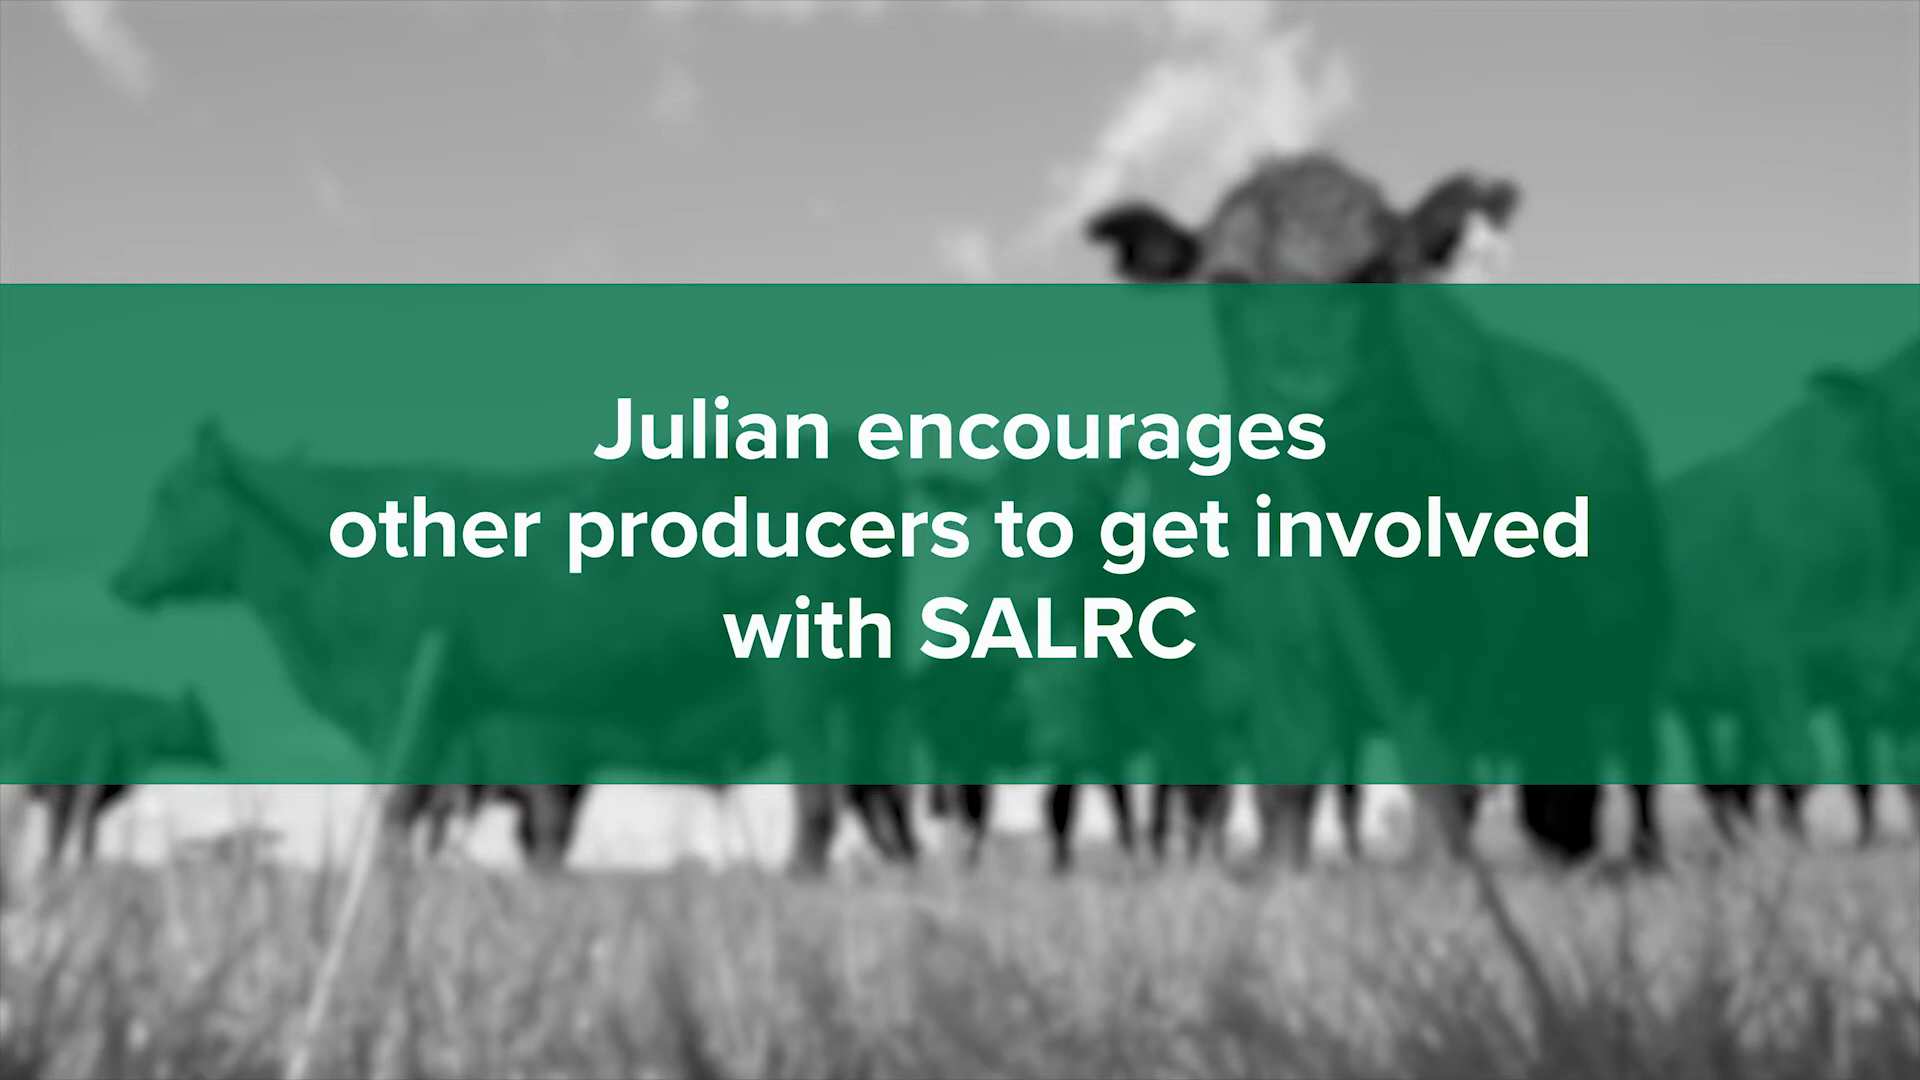 Julian encourages
other producers to get involved
with SALRC